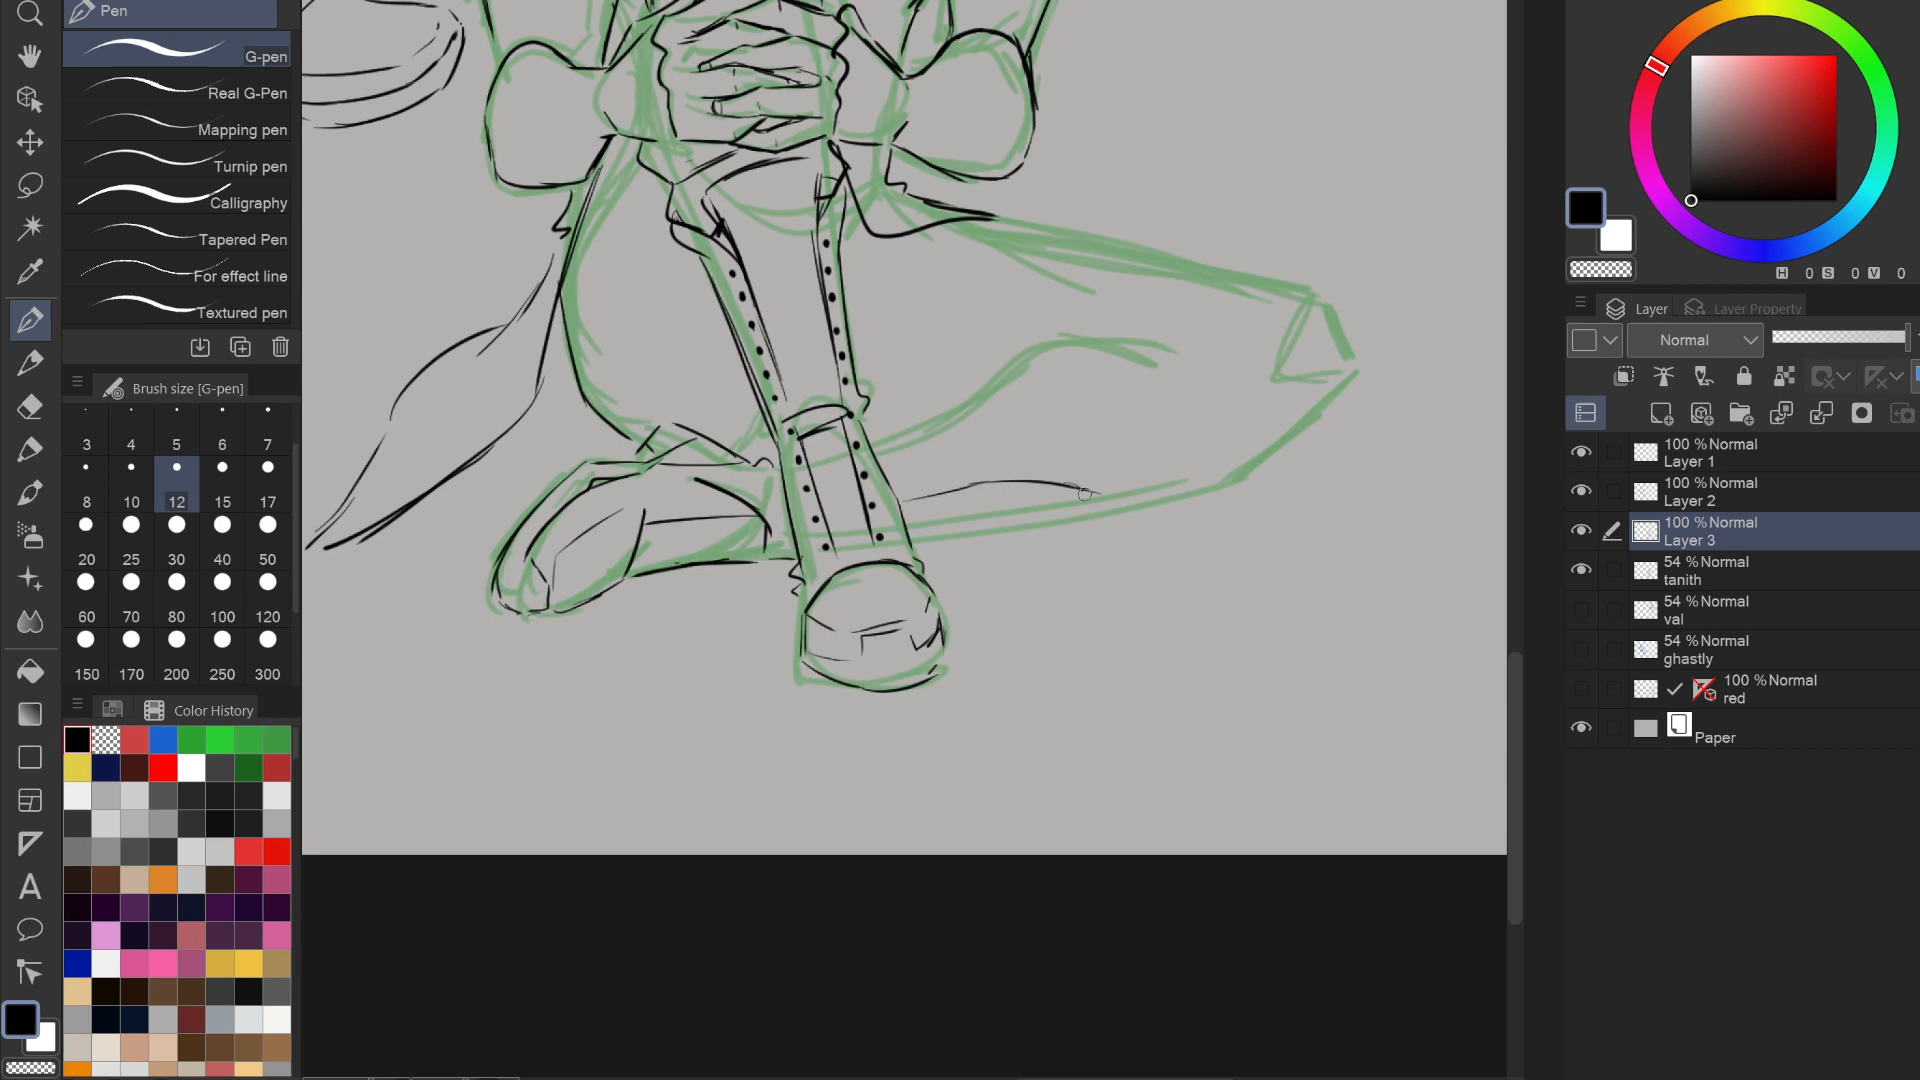 Pen
G-pen
Real G-Pen
Mapping pen
Turnip pen
Calligraphy
Tapered Pen
For effect line
Textured pen
Brush size [G-pen]
3 4 5 6 7
8 10 12 15 17
20 25 30 40 50
60 70 80 100 120
150 170 200 250 300
Color History
H 0 S 0 V 0
Layer Layer Property
Normal
100 % Normal
Layer 1
100 % Normal
Layer 2
100 % Normal
Layer 3
54 % Normal
tanith
54 % Normal
val
54 % Normal
ghastly
100 % Normal
red
Paper